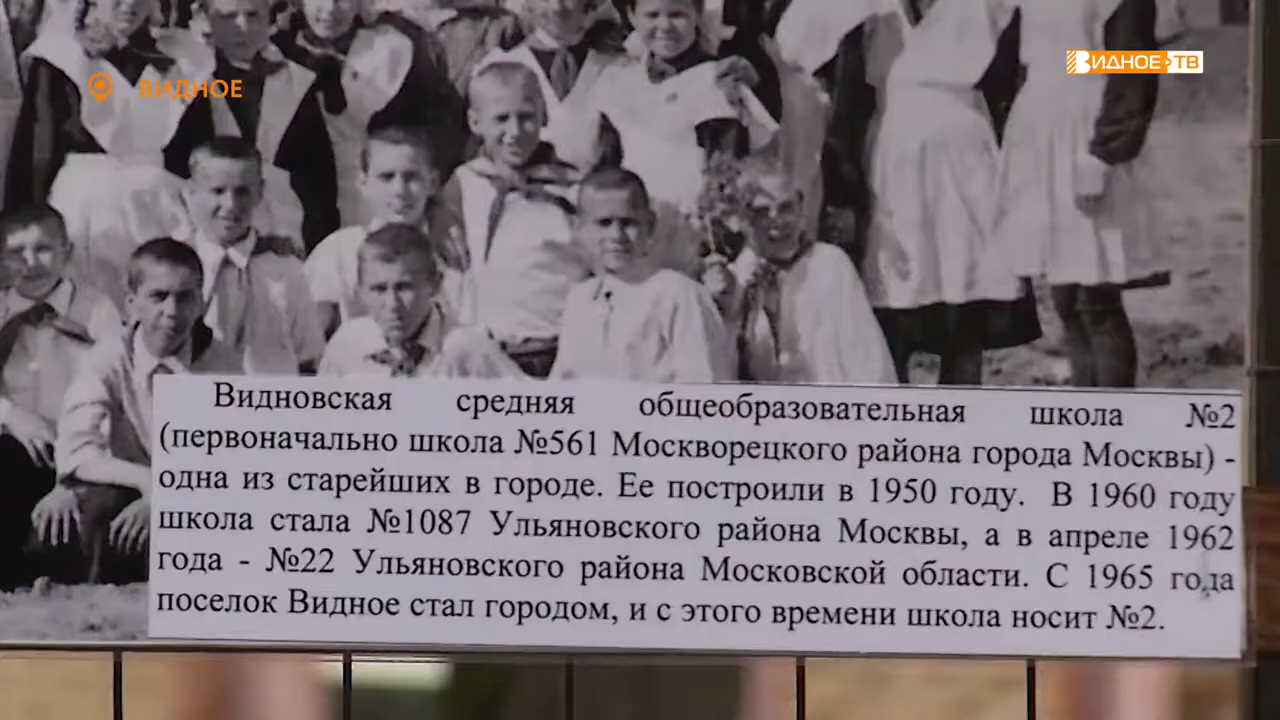 ВИДНОЕ
ВИДНОЕ ТВ
Видновская средняя общеобразовательная школа №2
(первоначально школа №561 Москворецкого района города Москвы) -
одна из старейших в городе. Ее построили в 1950 году. В 1960 году
школа стала №1087 Ульяновского района Москвы, а в апреле 1962
года - №22 Ульяновского района Московской области. С 1965 года
поселок Видное стал городом, и с этого времени школа носит №2.